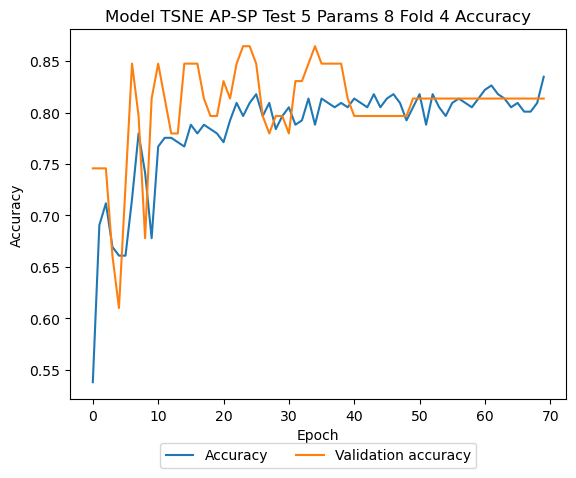 Model TSNE AP-SP Test 5 Params 8 Fold 4 Accuracy
Accuracy
0.85
0.80
0.75
0.70
0.65
0.60
0.55
0 10 20 30 40 50 60 70
Epoch
Accuracy Validation accuracy